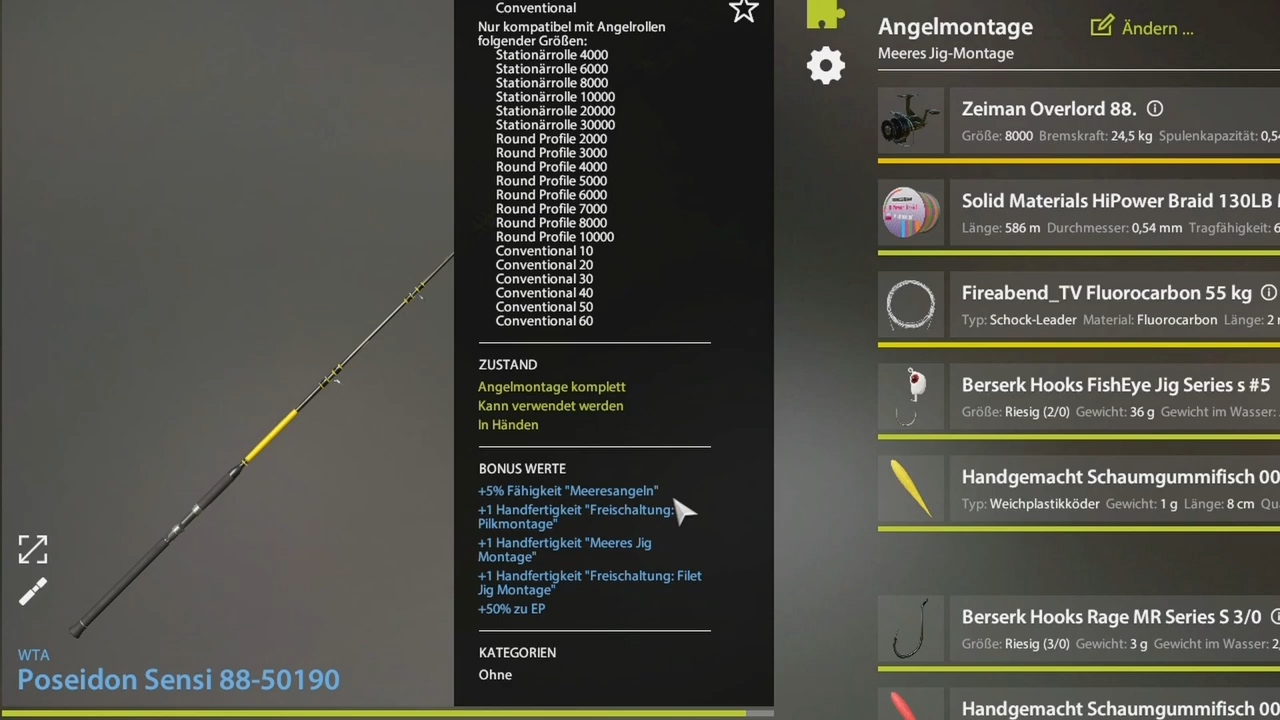 Conventional
Nur kompatibel mit Angelrollen
folgender Größen:
Stationärrolle 4000
Stationärrolle 6000
Stationärrolle 8000
Stationärrolle 10000
Stationärrolle 20000
Stationärrolle 30000
Round Profile 2000
Round Profile 3000
Round Profile 4000
Round Profile 5000
Round Profile 6000
Round Profile 7000
Round Profile 8000
Round Profile 10000
Conventional 10
Conventional 20
Conventional 30
Conventional 40
Conventional 50
Conventional 60
ZUSTAND
Angelmontage komplett
Kann verwendet werden
In Händen
BONUS WERTE
+5% Fähigkeit "Meeresangeln"
+1 Handfertigkeit "Freischaltung:
Pilkmontage"
+1 Handfertigkeit "Meeres Jig
Montage"
+1 Handfertigkeit "Freischaltung: Filet
Jig Montage"
+50% zu EP
KATEGORIEN
Ohne
WTA
Poseidon Sensi 88-50190
Angelmontage
Ändern ...
Meeres Jig-Montage
Zeiman Overlord 88.
Größe: 8000 Bremskraft: 24,5 kg Spulenkapazität: 0,54
Solid Materials HiPower Braid 130LB
Länge: 586 m Durchmesser: 0,54 mm Tragfähigkeit: 6
Fireabend_TV Fluorocarbon 55 kg
Typ: Schock-Leader Material: Fluorocarbon Länge: 2
Berserk Hooks FishEye Jig Series s #5
Größe: Riesig (2/0) Gewicht: 36 g Gewicht im Wasser:
Handgemacht Schaumgummifisch 00
Typ: Weichplastikköder Gewicht: 1 g Länge: 8 cm Qu
Berserk Hooks Rage MR Series S 3/0
Größe: Riesig (3/0) Gewicht: 3 g Gewicht im Wasser: 2,
Handgemacht Schaumgummifisch 00